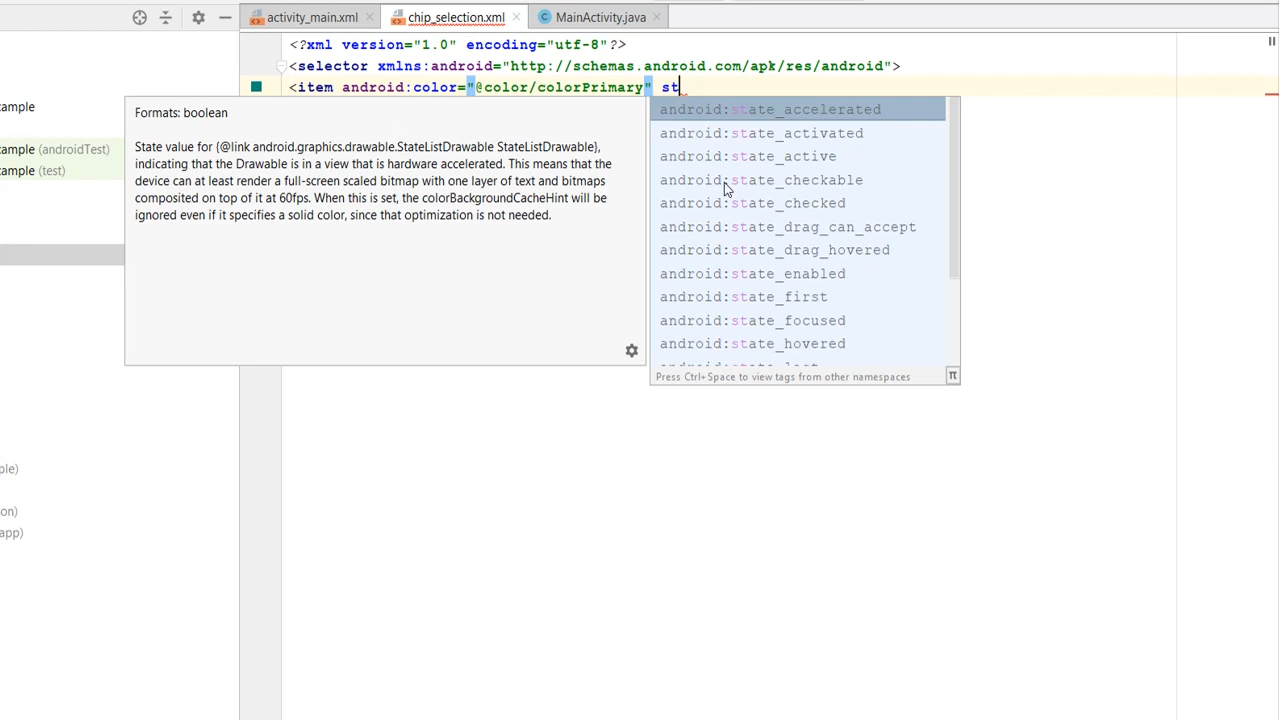 activity_main.xml
chip_selection.xml
MainActivity.java
<?xml version="1.0" encoding="utf-8"?>
<selector xmlns:android="http://schemas.android.com/apk/res/android">
<item android:color="@color/colorPrimary" st
ample
ample (androidTest)
ample (test)
ple)
on)
app)
Formats: boolean
State value for {@link android.graphics.drawable.StateListDrawable StateListDrawable},
indicating that the Drawable is in a view that is hardware accelerated. This means that the
device can at least render a full-screen scaled bitmap with one layer of text and bitmaps
composited on top of it at 60fps. When this is set, the colorBackgroundCacheHint will be
ignored even if it specifies a solid color, since that optimization is not needed.
android:state_accelerated
android:state_activated
android:state_active
android:state_checkable
android:state_checked
android:state_drag_can_accept
android:state_drag_hovered
android:state_enabled
android:state_first
android:state_focused
android:state_hovered
Press Ctrl+Space to view tags from other namespaces
π